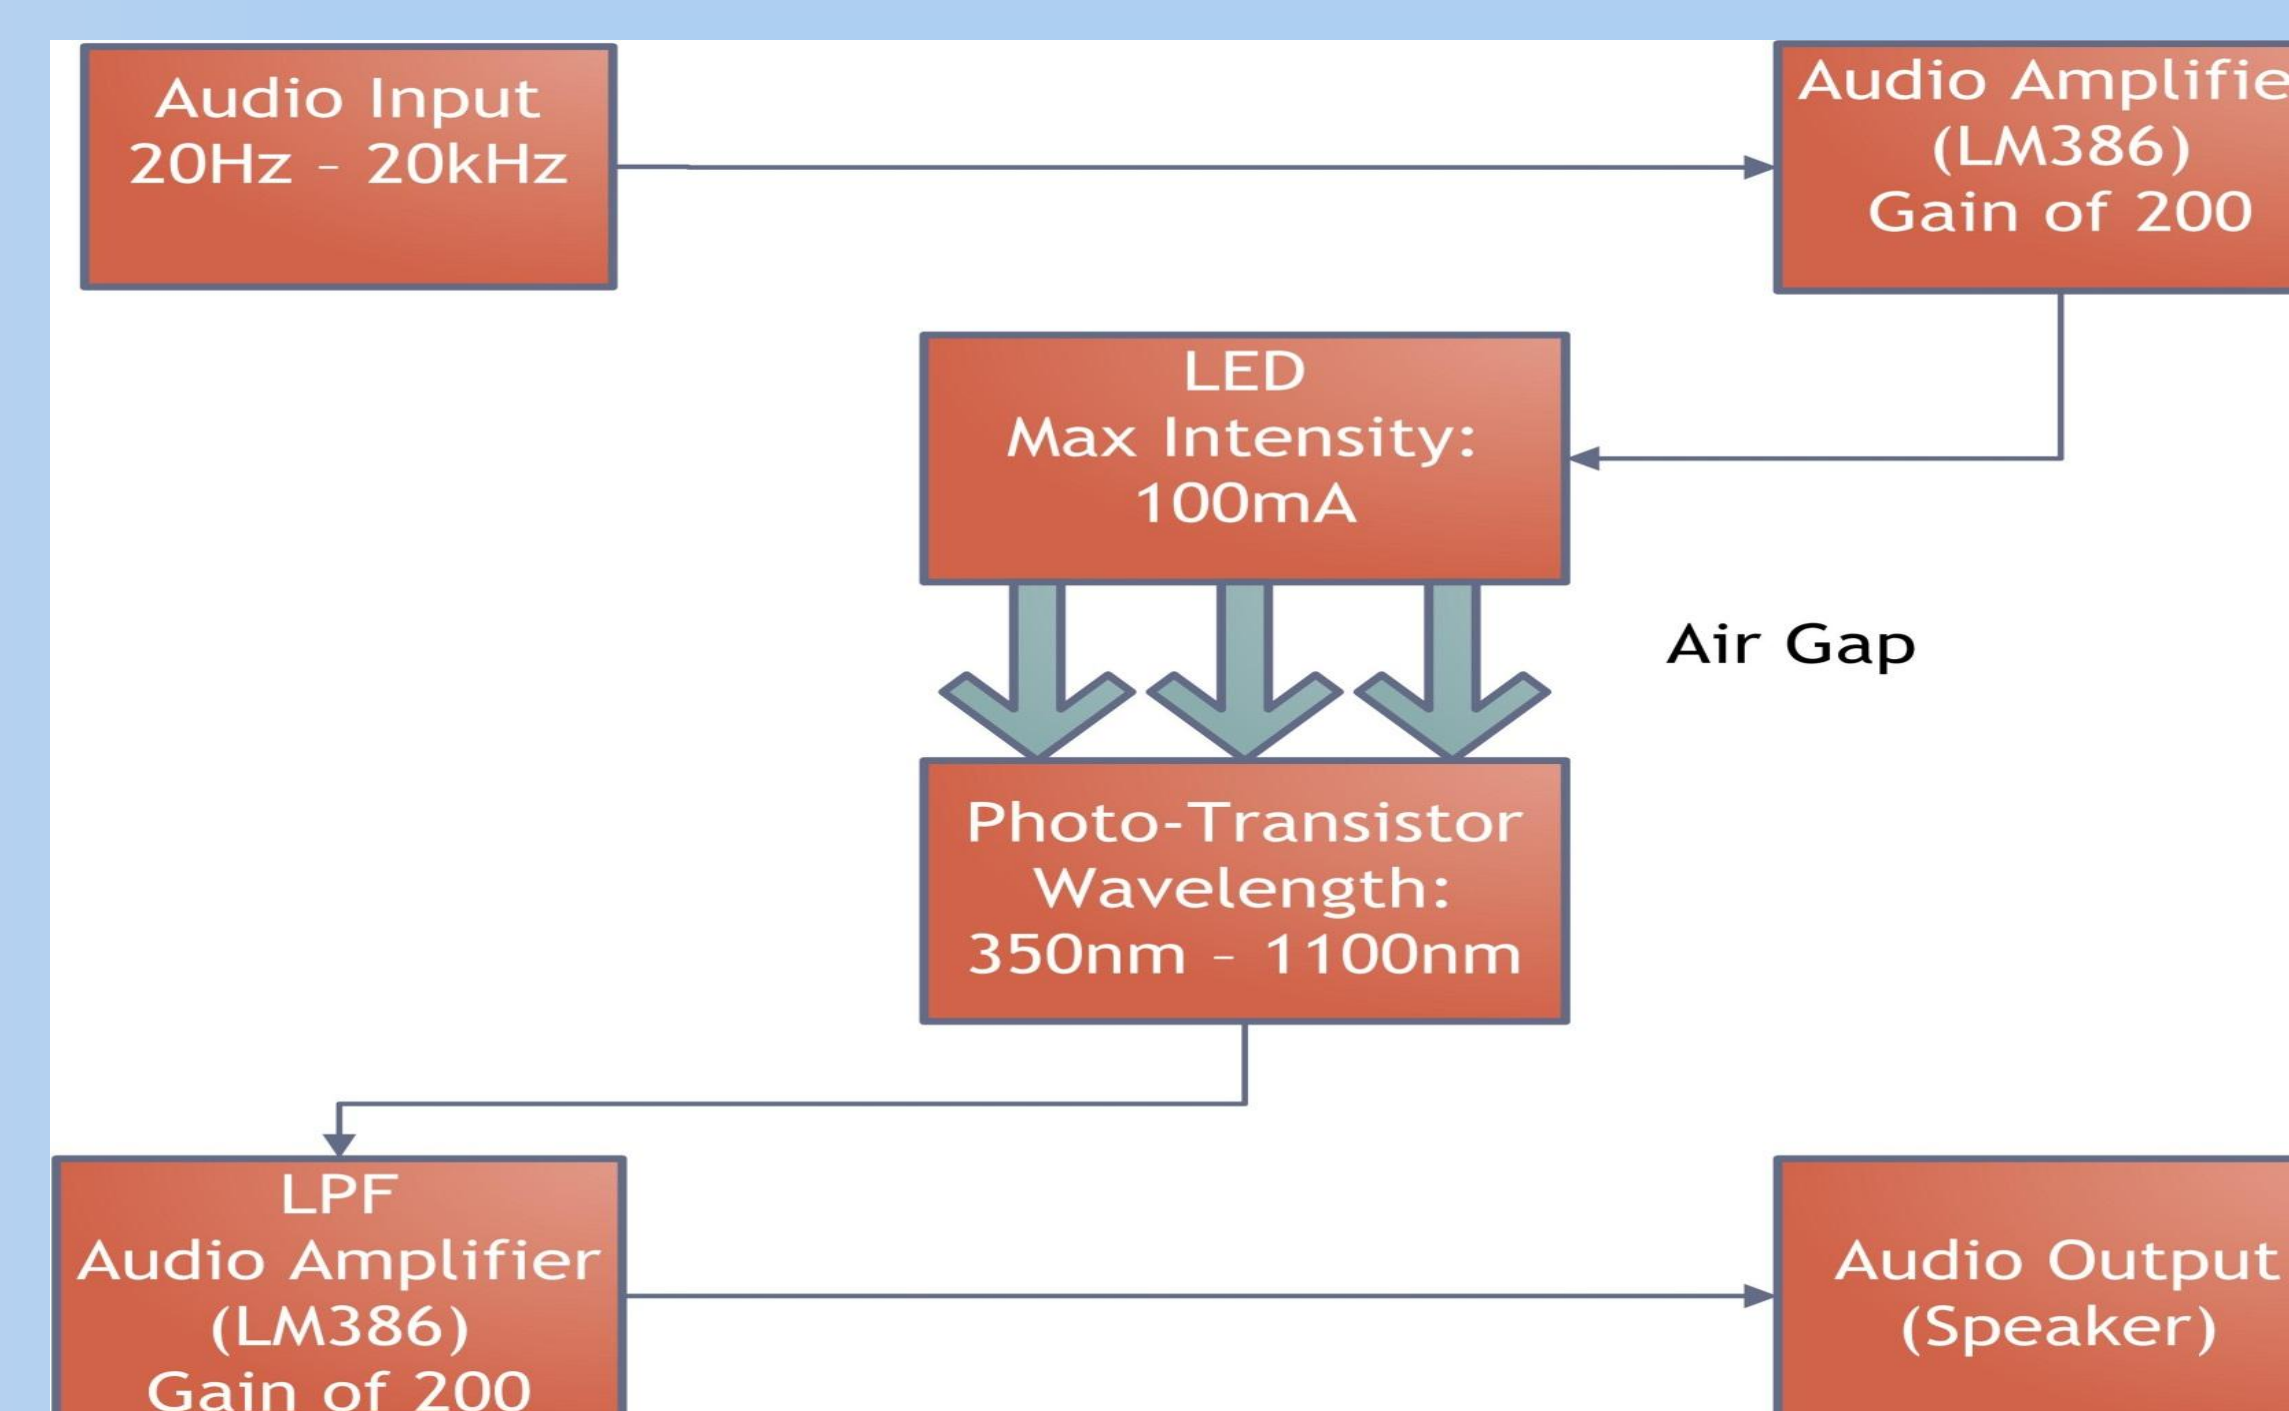 Audio Input
20Hz - 20kHz
Audio Amplifie
(LM386)
Gain of 200
LED
Max Intensity:
100mA
Air Gap
Photo-Transistor
Wavelength:
350nm - 1100nm
LPF
Audio Amplifier
(LM386)
Gain of 200
Audio Output
(Speaker)